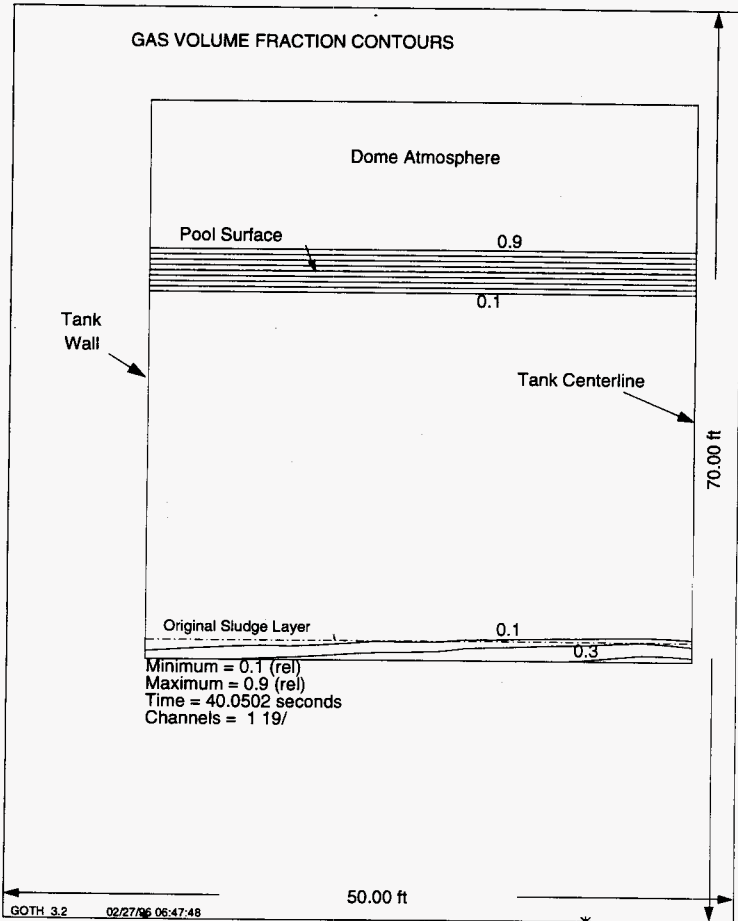 GAS VOLUME FRACTION CONTOURS
Dome Atmosphere
Pool Surface
0.9
0.1
Tank
Wall
Tank Centerline
70.00 ft
Original Sludge Layer
0.1
0.3
Minimum = 0.1 (rel)
Maximum = 0.9 (rel)
Time = 40.0502 seconds
Channels = 1 19/
50.00 ft
GOTH 3.2 02/27/96 06:47:48